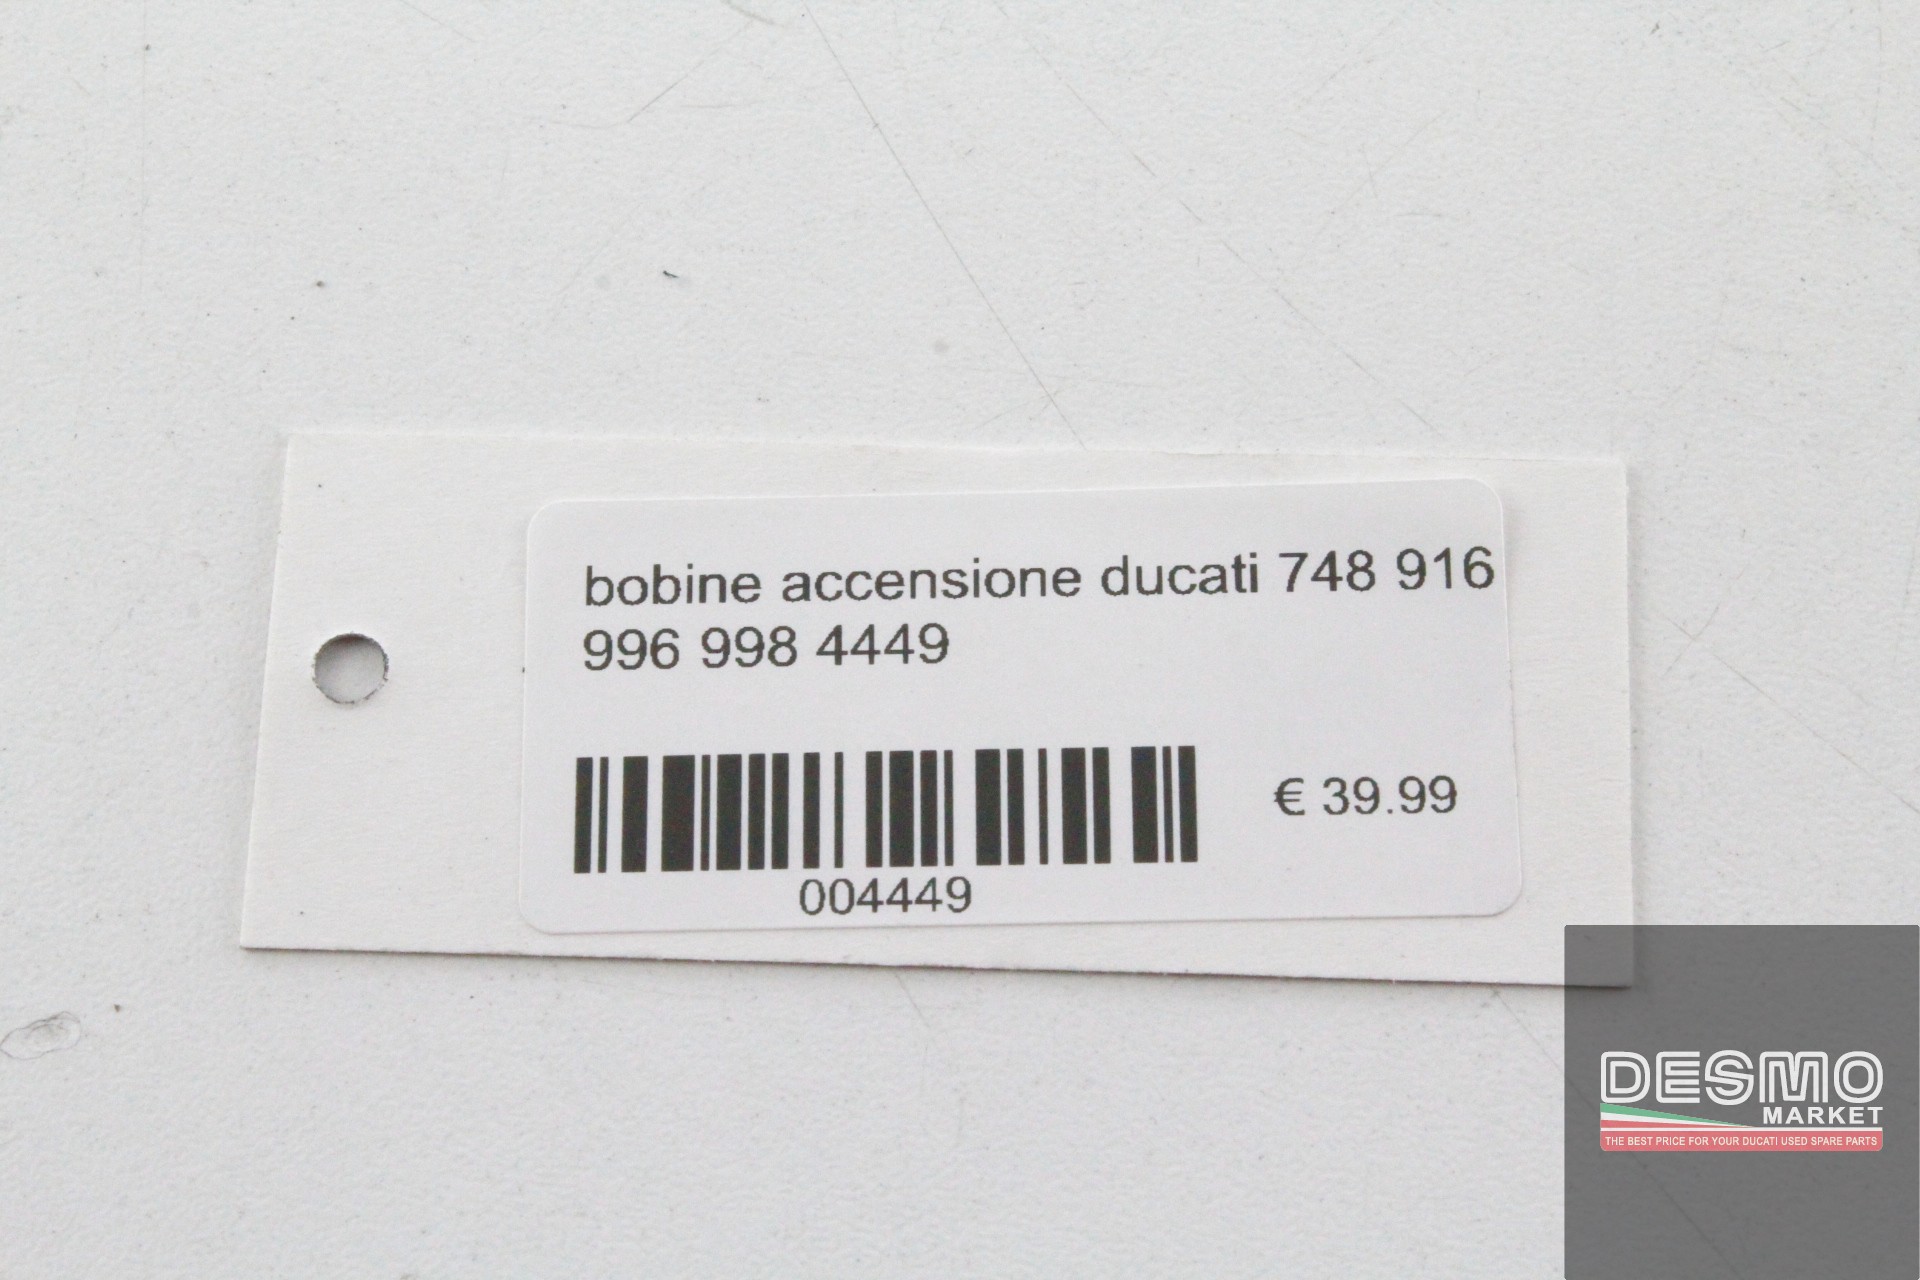 bobine accensione ducati 748 916
996 998 4449
€ 39.99
004449
DESMO
MARKET
THE BEST PRICE FOR YOUR DUCATI USED SPARE PARTS